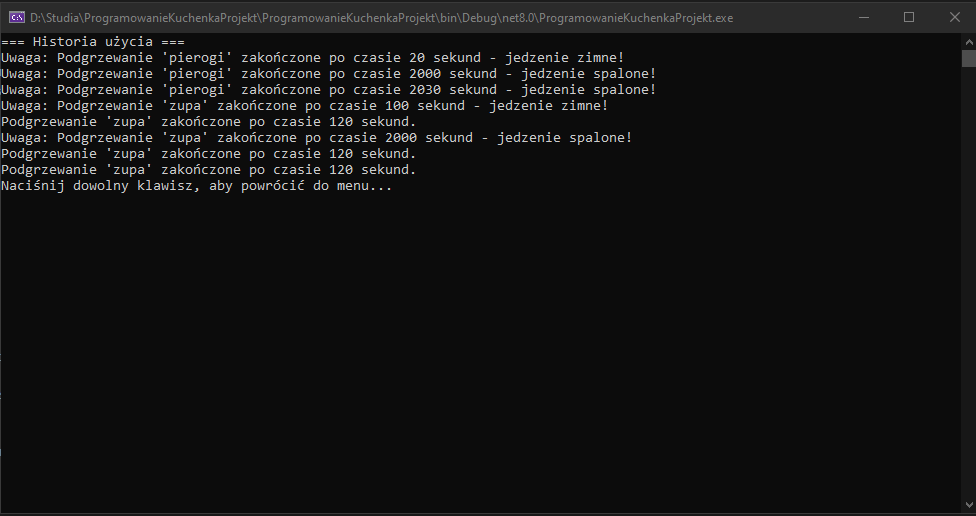 D:\Studia\ProgramowanieKuchenkaProjekt\ProgramowanieKuchenkaProjekt\bin\Debug\net8.0\ProgramowanieKuchenkaProjekt.exe
=== Historia użycia ===
Uwaga: Podgrzewanie 'pierogi' zakończone po czasie 20 sekund - jedzenie zimne!
Uwaga: Podgrzewanie 'pierogi' zakończone po czasie 2000 sekund - jedzenie spalone!
Uwaga: Podgrzewanie 'pierogi' zakończone po czasie 2030 sekund - jedzenie spalone!
Uwaga: Podgrzewanie 'zupa' zakończone po czasie 100 sekund - jedzenie zimne!
Podgrzewanie 'zupa' zakończone po czasie 120 sekund.
Uwaga: Podgrzewanie 'zupa' zakończone po czasie 2000 sekund - jedzenie spalone!
Podgrzewanie 'zupa' zakończone po czasie 120 sekund.
Podgrzewanie 'zupa' zakończone po czasie 120 sekund.
Naciśnij dowolny klawisz, aby powrócić do menu...